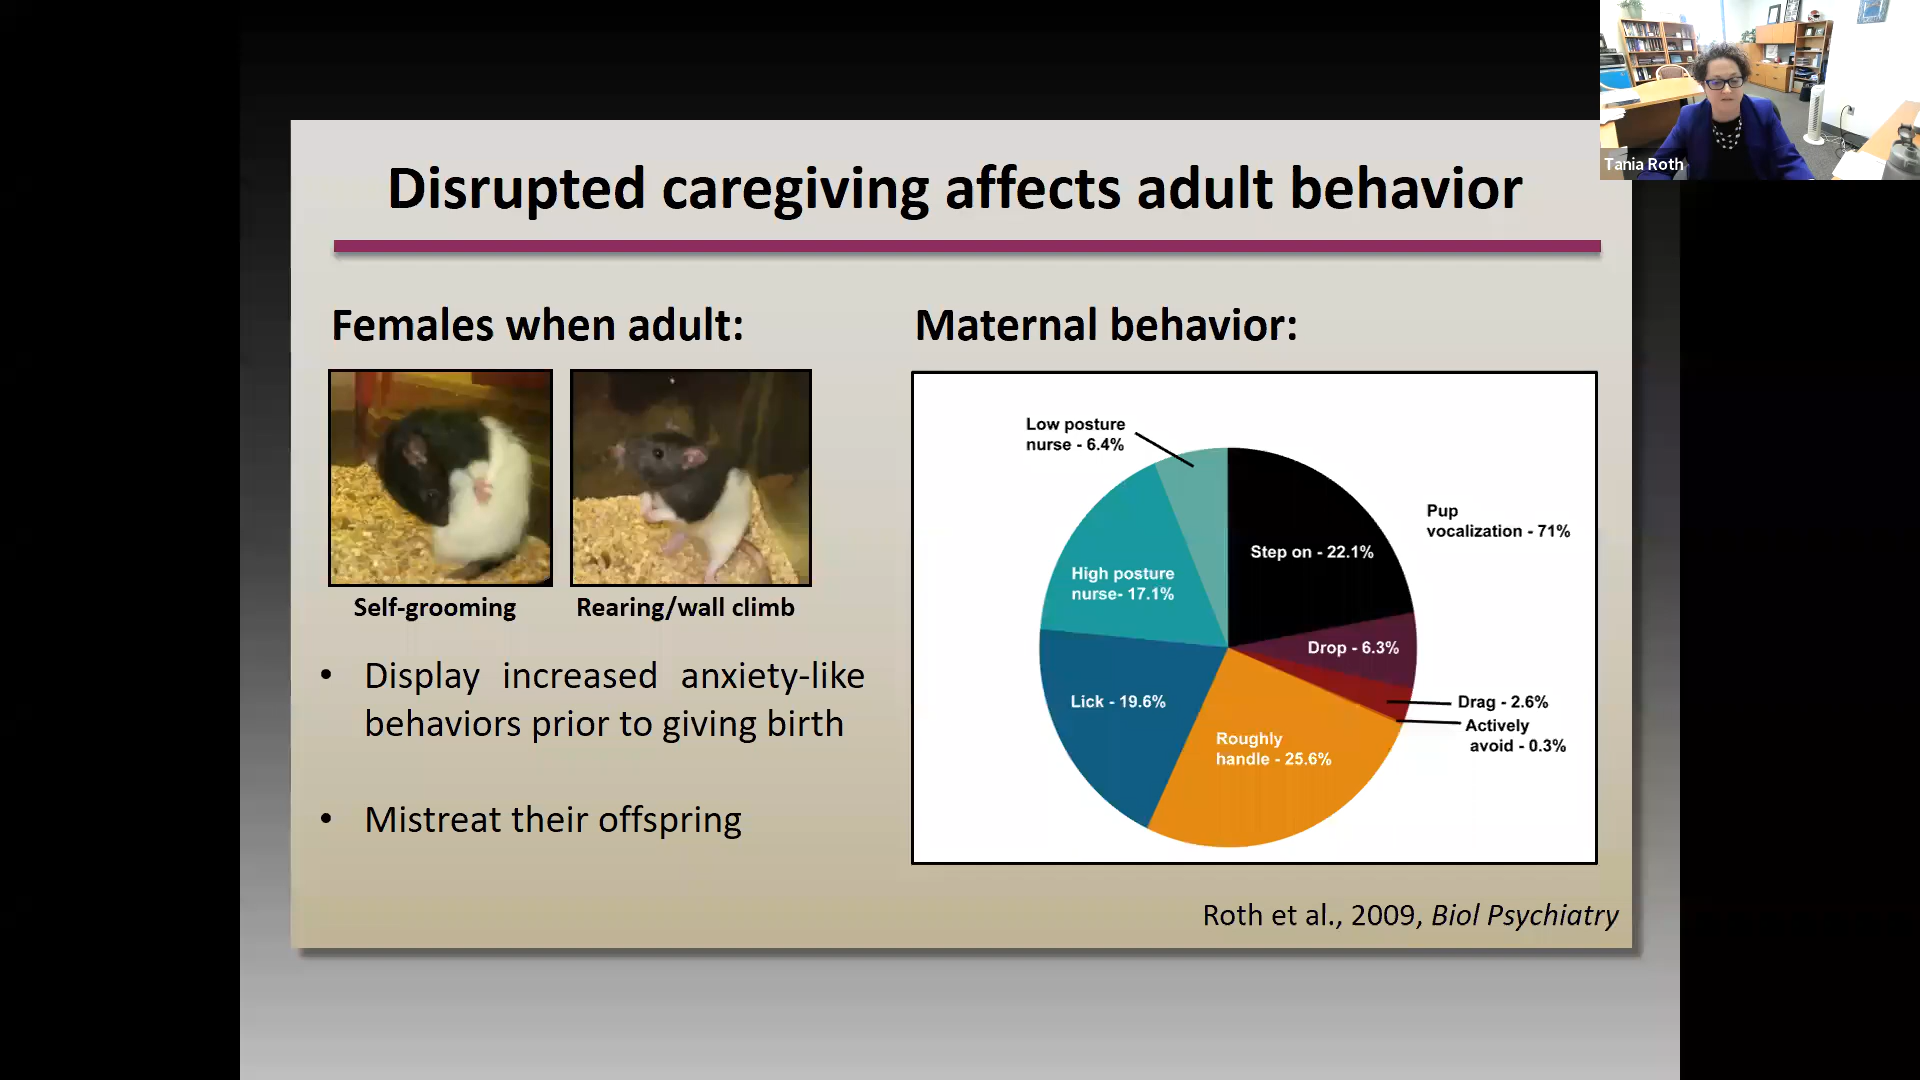 Tania Roth
Disrupted caregiving affects adult behavior
Females when adult:
Self-grooming
Rearing/wall climb
• Display increased anxiety-like
behaviors prior to giving birth
• Mistreat their offspring
Maternal behavior:
Low posture
nurse - 6.4%
Pup
vocalization - 71%
Step on - 22.1%
High posture
nurse- 17.1%
Drop - 6.3%
Lick - 19.6%
Drag - 2.6%
Actively
avoid - 0.3%
Roughly
handle - 25.6%
Roth et al., 2009, Biol Psychiatry